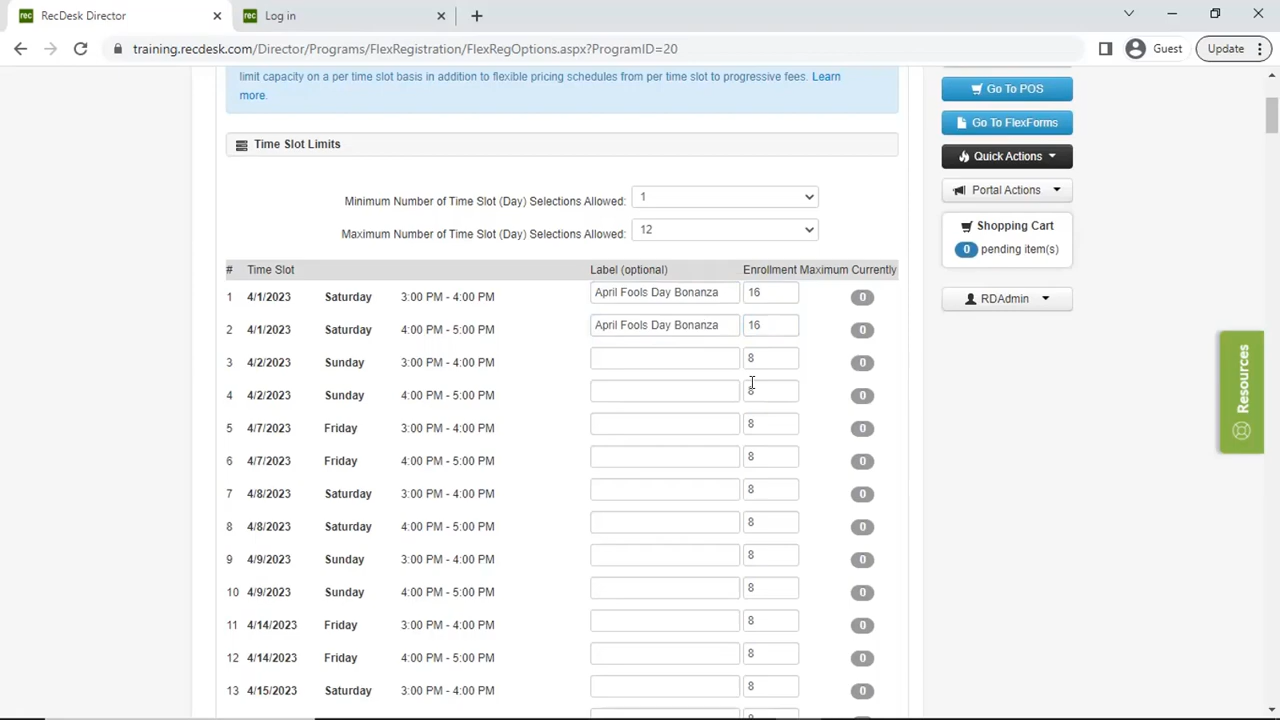 RecDesk Director
Log in
training.recdesk.com/Director/Programs/FlexRegistration/FlexRegOptions.aspx?ProgramID=20
Guest
Update
limit capacity on a per time slot basis in addition to flexible pricing schedules from per time slot to progressive fees. Learn
more.
Time Slot Limits
Minimum Number of Time Slot (Day) Selections Allowed: 1
Maximum Number of Time Slot (Day) Selections Allowed: 12
# Time Slot Label (optional) Enrollment Maximum Currently
1 4/1/2023 Saturday 3:00 PM - 4:00 PM April Fools Day Bonanza 16 0
2 4/1/2023 Saturday 4:00 PM - 5:00 PM April Fools Day Bonanza 16 0
3 4/2/2023 Sunday 3:00 PM - 4:00 PM 8 0
4 4/2/2023 Sunday 4:00 PM - 5:00 PM 8 0
5 4/7/2023 Friday 3:00 PM - 4:00 PM 8 0
6 4/7/2023 Friday 4:00 PM - 5:00 PM 8 0
7 4/8/2023 Saturday 3:00 PM - 4:00 PM 8 0
8 4/8/2023 Saturday 4:00 PM - 5:00 PM 8 0
9 4/9/2023 Sunday 3:00 PM - 4:00 PM 8 0
10 4/9/2023 Sunday 4:00 PM - 5:00 PM 8 0
11 4/14/2023 Friday 3:00 PM - 4:00 PM 8 0
12 4/14/2023 Friday 4:00 PM - 5:00 PM 8 0
13 4/15/2023 Saturday 3:00 PM - 4:00 PM 8 0
Go To POS
Go To FlexForms
Quick Actions
Portal Actions
Shopping Cart
0 pending item(s)
RDAdmin
Resources